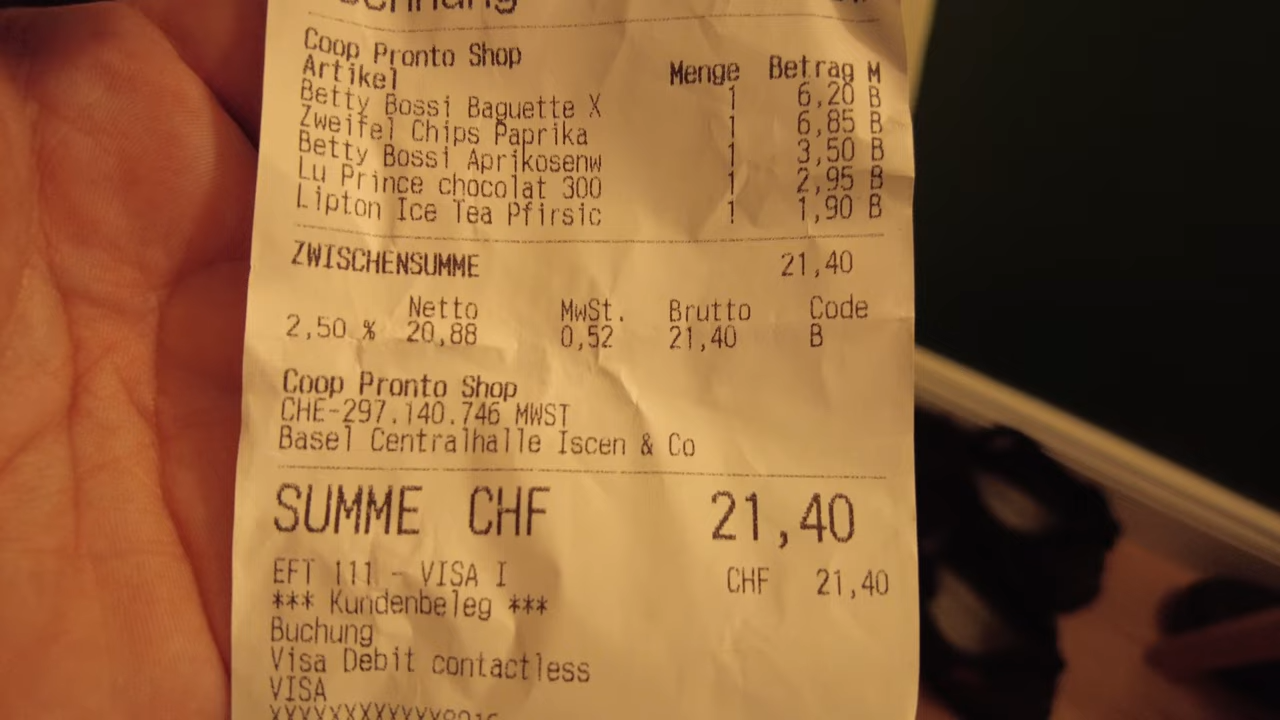 Coop Pronto Shop
Artikel Menge Betrag M
Betty Bossi Baguette X 1 6,20 B
Zweifel Chips Paprika 1 6,85 B
Betty Bossi Aprikosenw 1 3,50 B
Lu Prince chocolat 300 1 2,95 B
Lipton Ice Tea Pfirsic 1 1,90 B
ZWISCHENSUMME 21,40
Netto MwSt. Brutto Code
2,50 % 20,88 0,52 21,40 B
Coop Pronto Shop
CHE-297.140.746 MWST
Basel Centralhalle Iscen & Co
SUMME CHF 21,40
EFT 111 - VISA I CHF 21,40
*** Kundenbeleg ***
Buchung
Visa Debit contactless
VISA